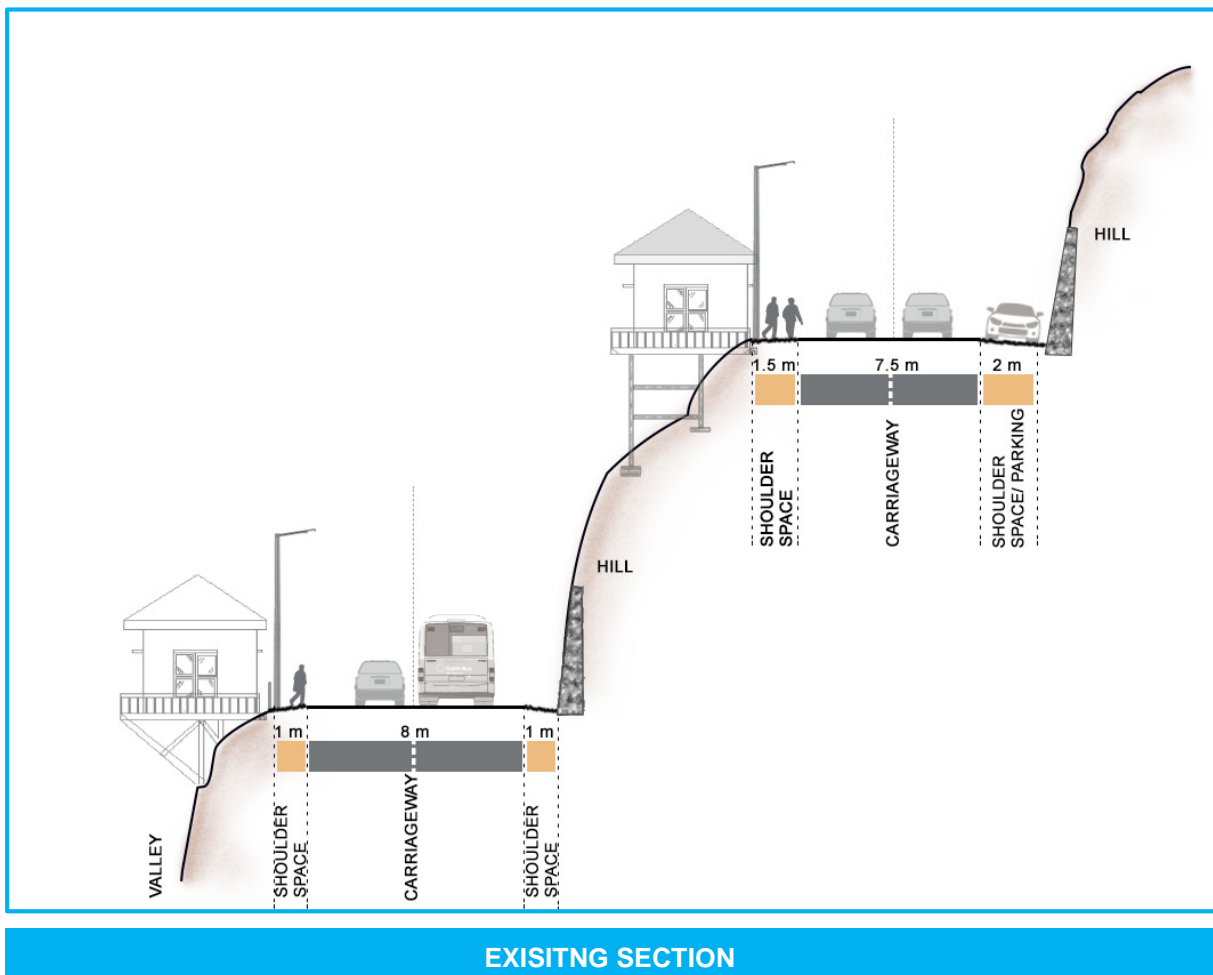 HILL
1.5 m
7.5 m
2 m
SHOULDER
SPACE
CARRIAGEWAY
SHOULDER
SPACE/ PARKING
HILL
1 m
8 m
1 m
VALLEY
SHOULDER
SPACE
CARRIAGEWAY
SHOULDER
SPACE
EXISITNG SECTION